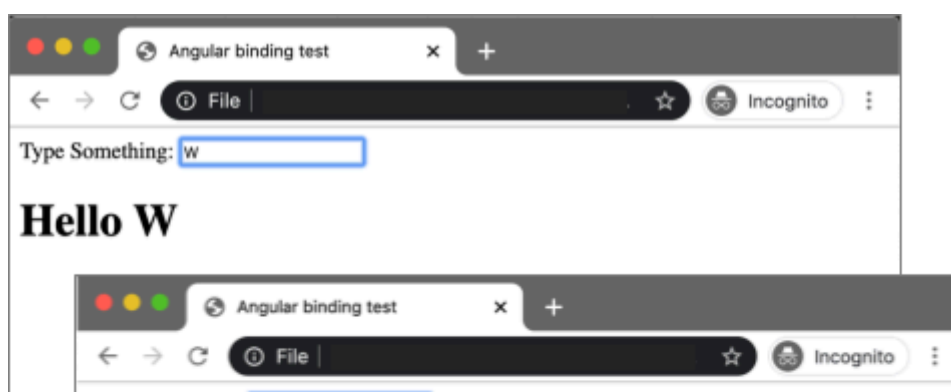 Angular binding test
File
Incognito
Type Something: W
Hello W
Angular binding test
File
Incognito